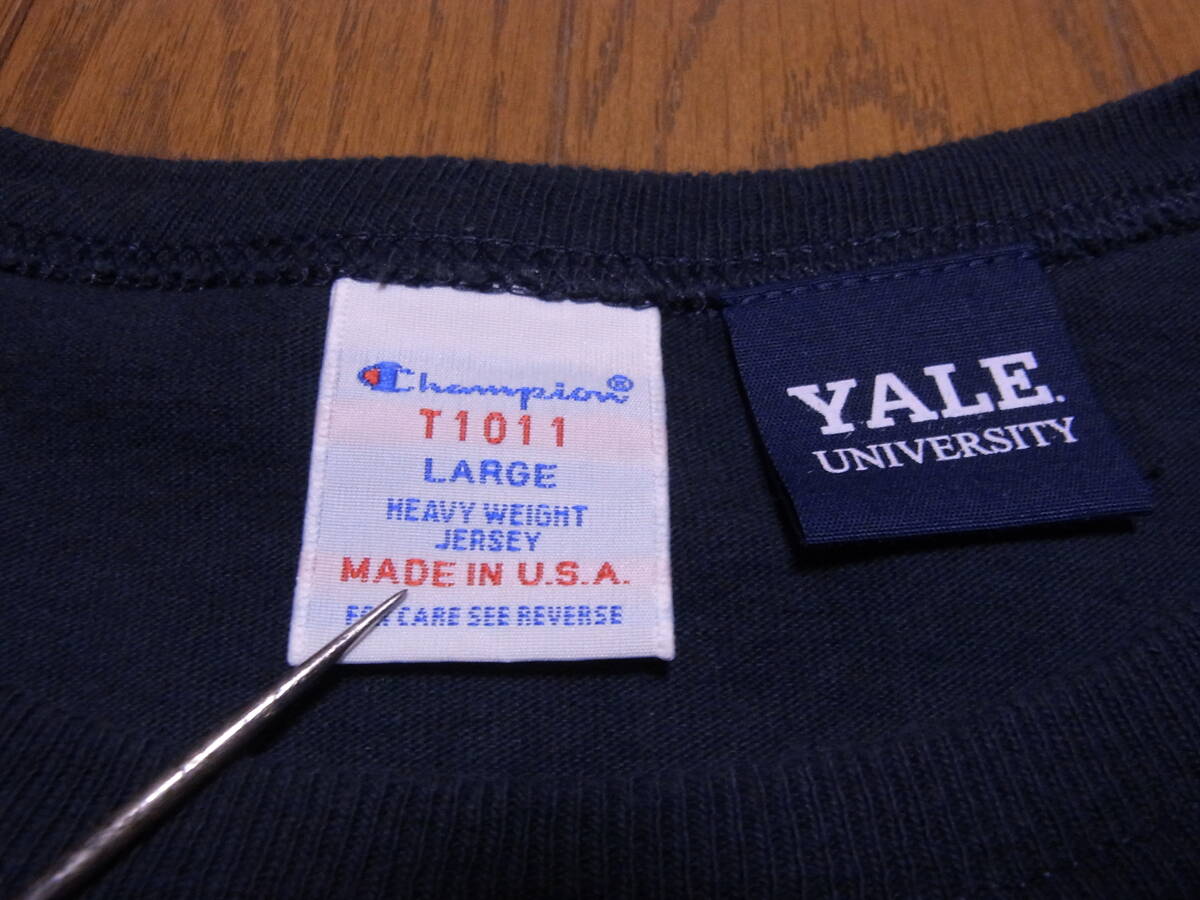 Champion®
T1011
LARGE
HEAVY WEIGHT
JERSEY
MADE IN U.S.A.
FOR CARE SEE REVERSE
YALE.
UNIVERSITY